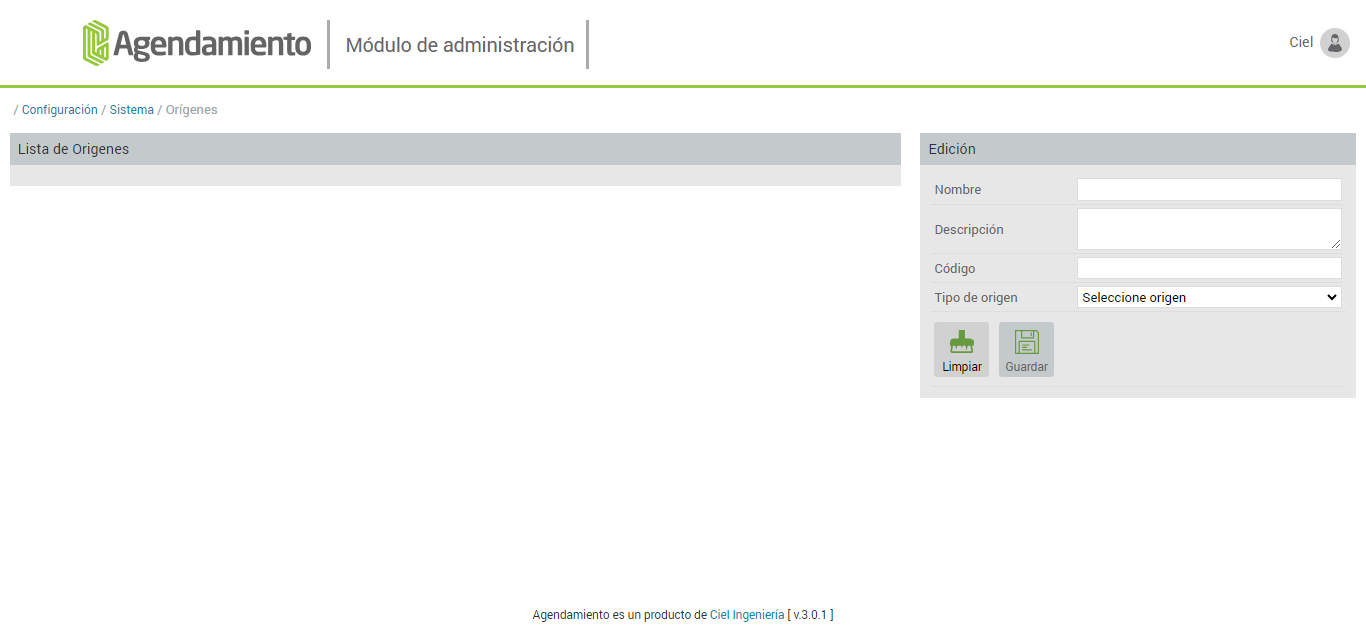 Agendamiento
Módulo de administración
Ciel
/ Configuración / Sistema / Orígenes
Lista de Origenes
Edición
Nombre
Descripción
Código
Tipo de origen
Seleccione origen
Limpiar
Guardar
Agendamiento es un producto de Ciel Ingeniería [ v.3.0.1 ]